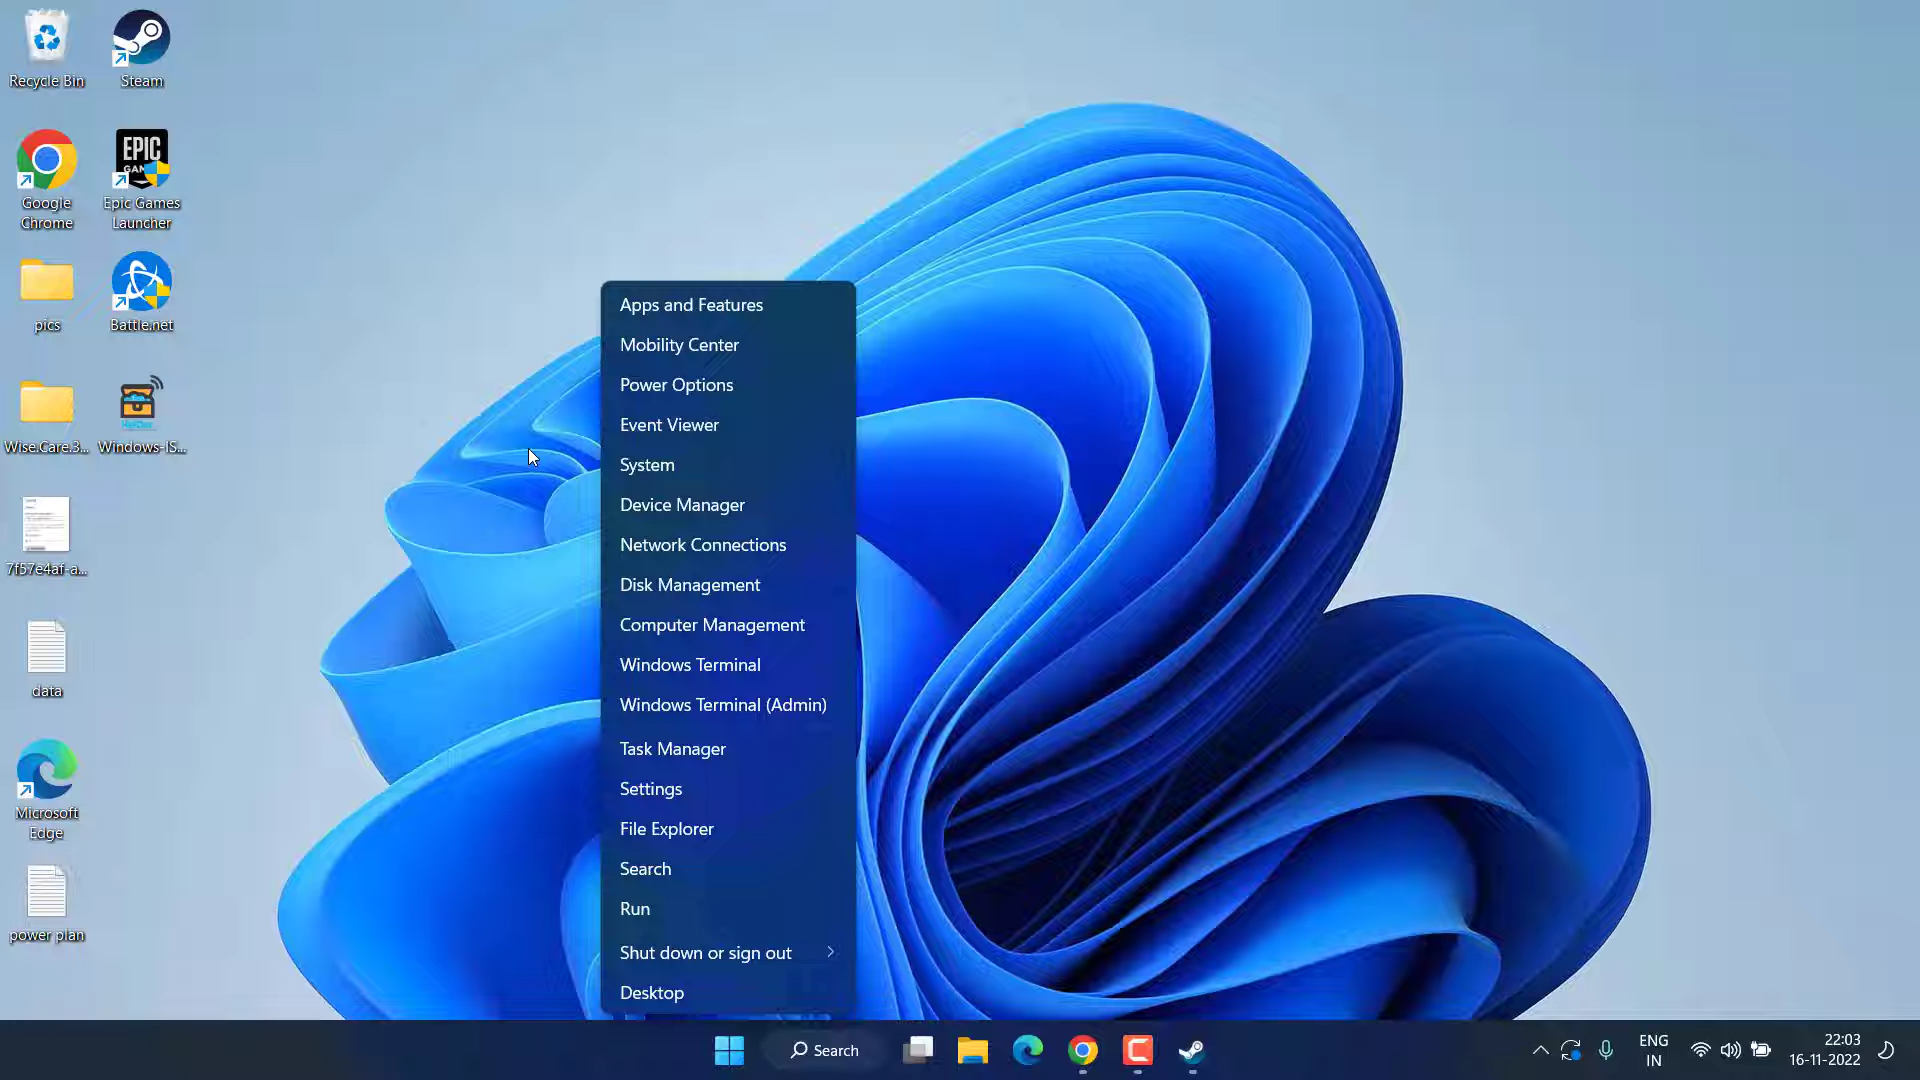 Recycle Bin
Steam
Google
Chrome
EPIC
Epic Games
Launcher
pics
Battle.net
Wise.Care.3...
Windows-IS...
7f57e4af-a...
data
Microsoft
Edge
power plan
Apps and Features
Mobility Center
Power Options
Event Viewer
System
Device Manager
Network Connections
Disk Management
Computer Management
Windows Terminal
Windows Terminal (Admin)
Task Manager
Settings
File Explorer
Search
Run
Shut down or sign out
Desktop
Search
ENG
IN
22:03
16-11-2022